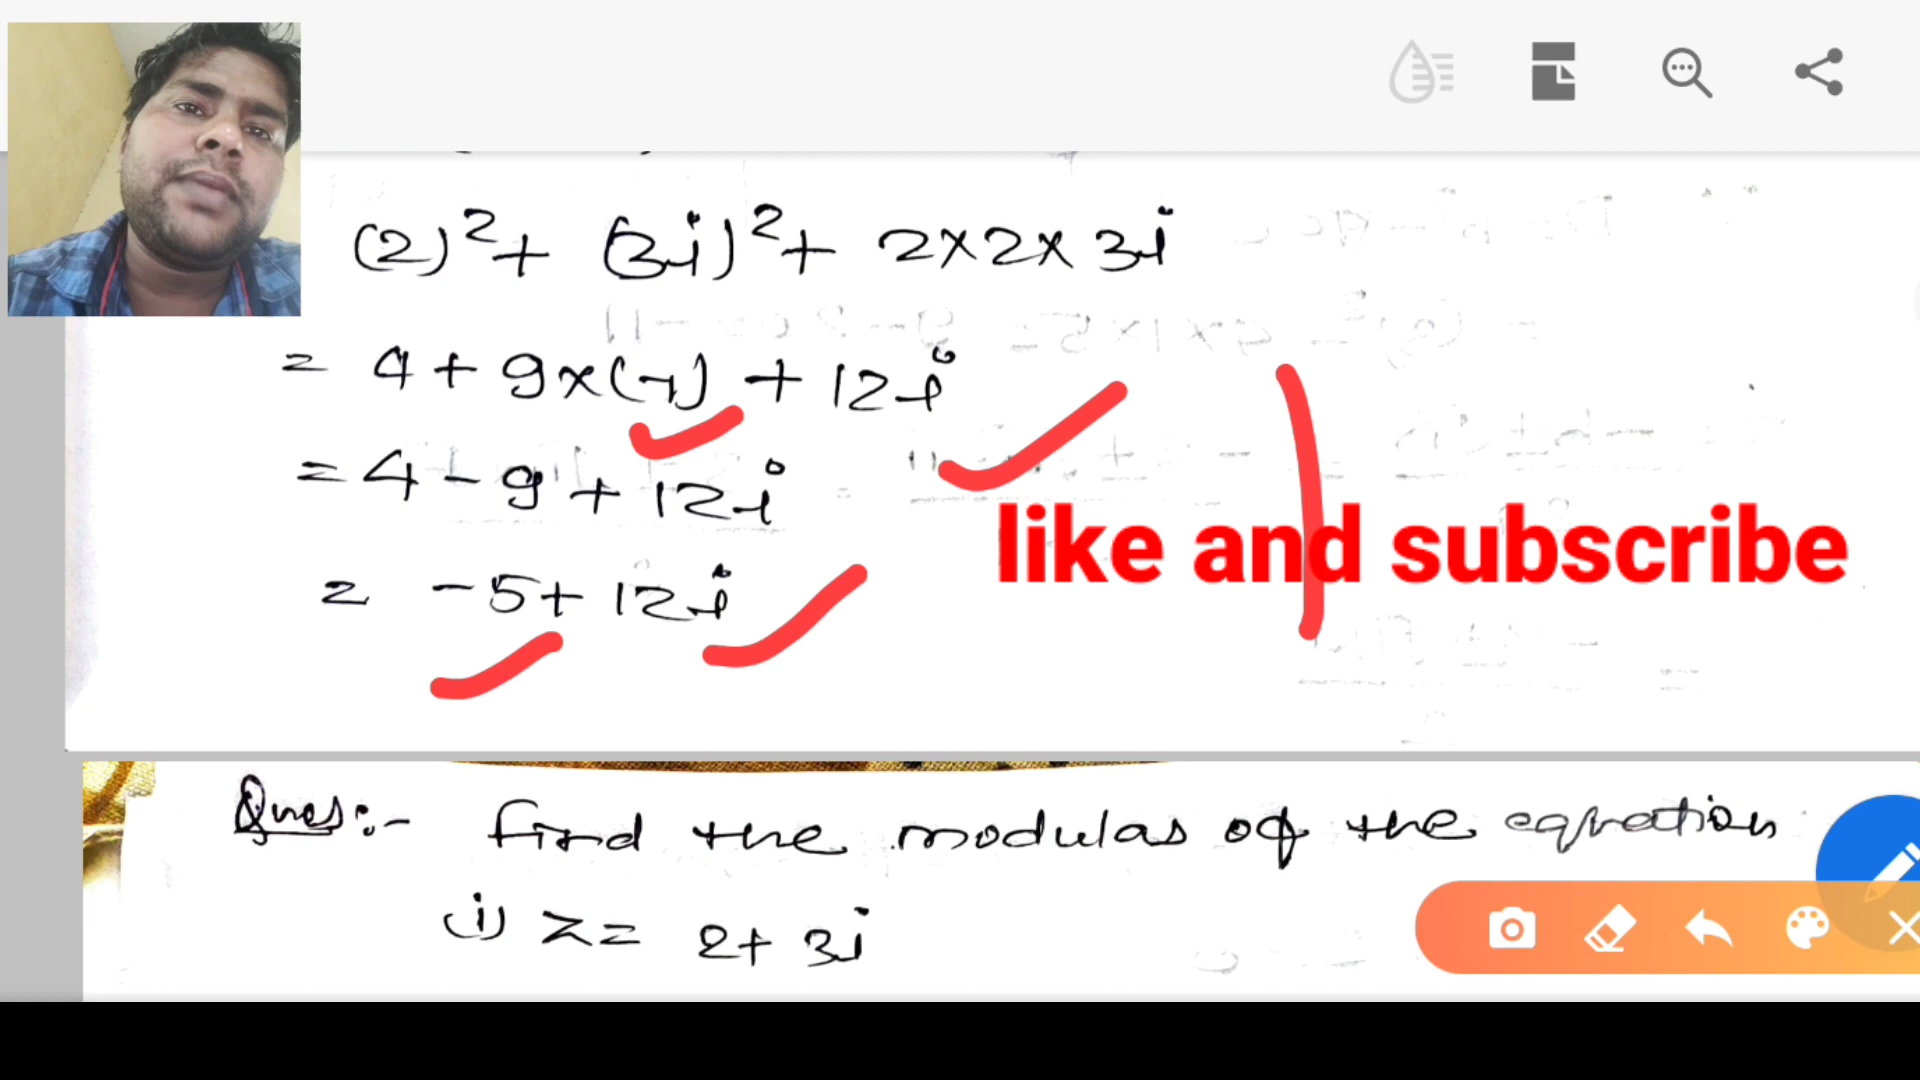 (2)² + (3i)² + 2×2×3i
= 4 + 9×(-1) + 12i
= 4 - 9 + 12i
like and subscribe
= -5 + 12i
Ques:- find the modulas of the equation
(i) z = 2 + 3i